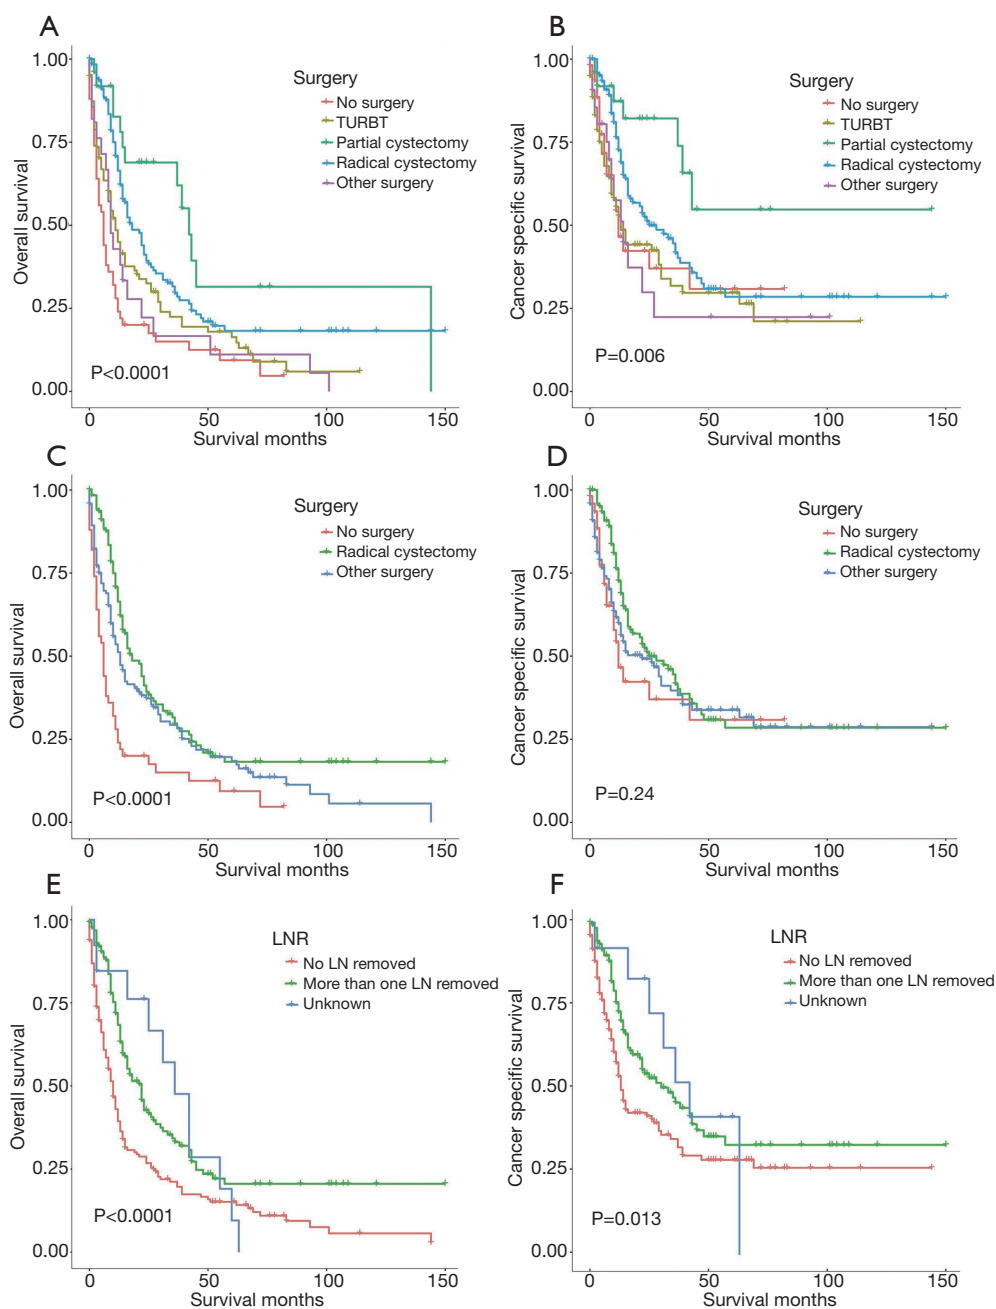 A
Overall survival
1.00
0.75
0.50
0.25
0.00
Surgery
No surgery
TURBT
Partial cystectomy
Radical cystectomy
Other surgery
P<0.0001
0 50 100 150
Survival months
B
Cancer specific survival
1.00
0.75
0.50
0.25
0.00
Surgery
No surgery
TURBT
Partial cystectomy
Radical cystectomy
Other surgery
P=0.006
0 50 100 150
Survival months
C
Overall survival
1.00
0.75
0.50
0.25
0.00
Surgery
No surgery
Radical cystectomy
Other surgery
P<0.0001
0 50 100 150
Survival months
D
Cancer specific survival
1.00
0.75
0.50
0.25
0.00
Surgery
No surgery
Radical cystectomy
Other surgery
P=0.24
0 50 100 150
Survival months
E
Overall survival
1.00
0.75
0.50
0.25
0.00
LNR
No LN removed
More than one LN removed
Unknown
P<0.0001
0 50 100 150
Survival months
F
Cancer specific survival
1.00
0.75
0.50
0.25
0.00
LNR
No LN removed
More than one LN removed
Unknown
P=0.013
0 50 100 150
Survival months